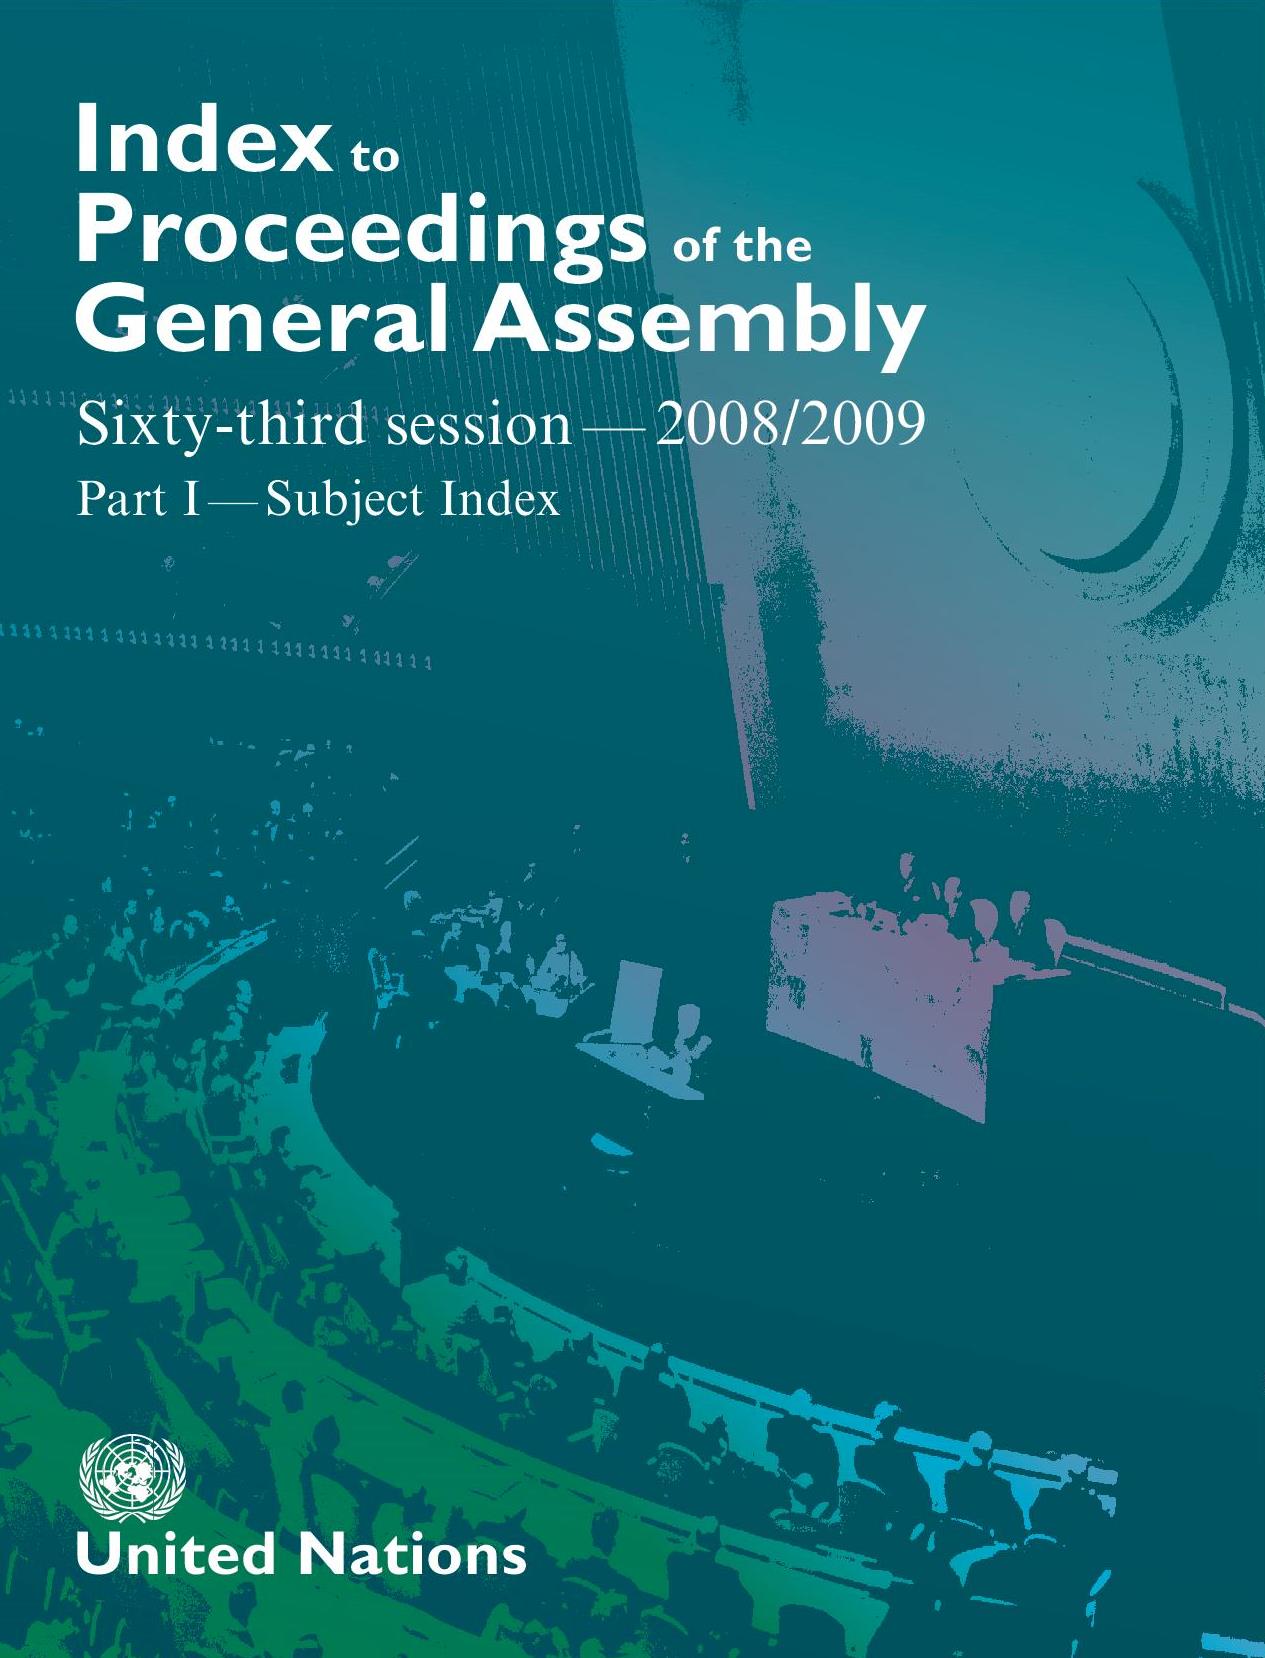 Index to
Proceedings of the
General Assembly
Sixty-third session — 2008/2009
Part I — Subject Index
United Nations